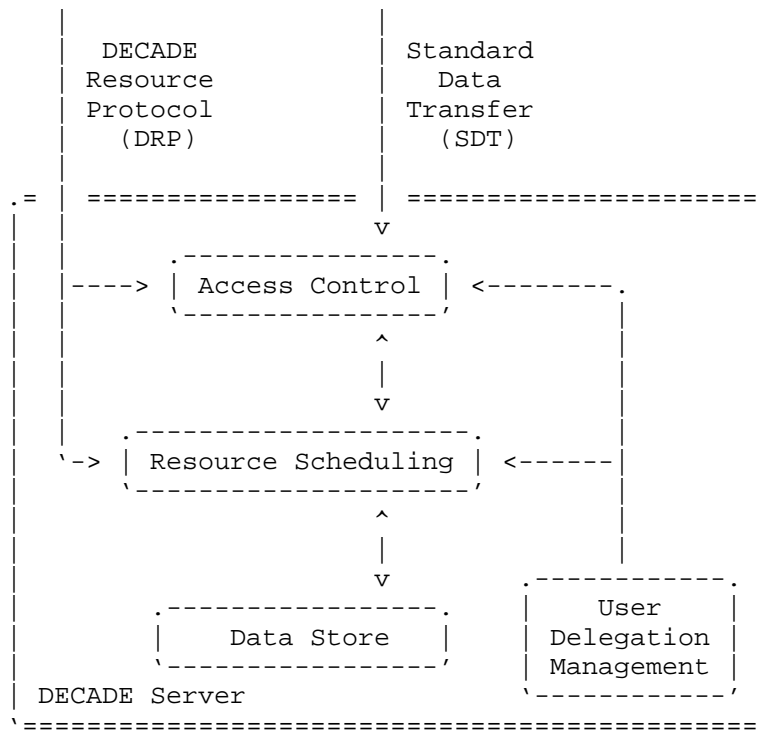 DECADE
Resource
Protocol
(DRP)
Standard
Data
Transfer
(SDT)
Access Control
Resource Scheduling
Data Store
User
Delegation
Management
DECADE Server